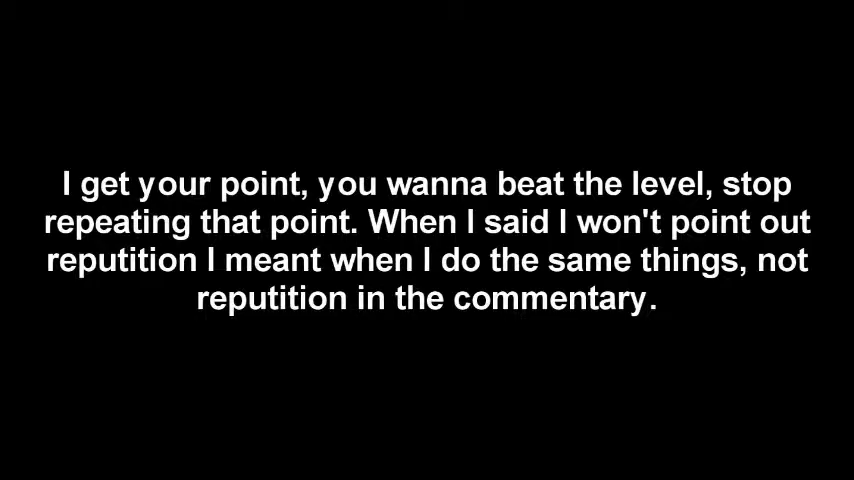 I get your point, you wanna beat the level, stop
repeating that point. When I said I won't point out
reputition I meant when I do the same things, not
reputition in the commentary.